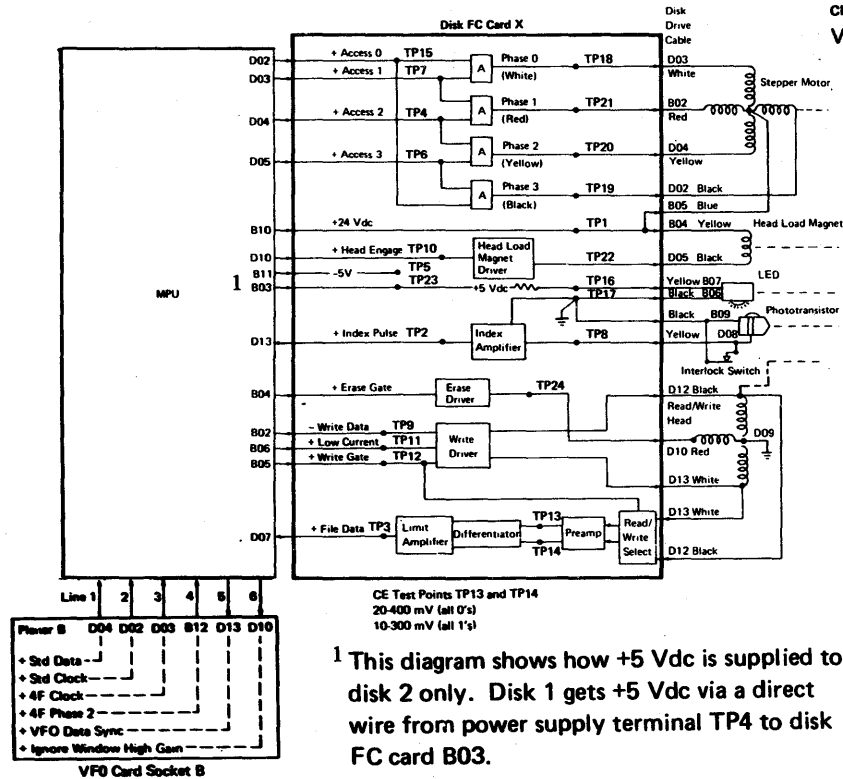 Disk
Drive
Cable
CE
V
Disk FC Card X
MPU
D02 + Access 0 TP15 A Phase 0 (White) TP18 D03 White
D03 + Access 1 TP7
Stepper Motor
D04 + Access 2 TP4 A Phase 1 (Red) TP21 B02 Red
D05 + Access 3 TP6 A Phase 2 (Yellow) TP20 D04 Yellow
A Phase 3 (Black) TP19 D02 Black
B05 Blue
B10 +24 Vdc TP1 B04 Yellow Head Load Magnet
D10 + Head Engage TP10 Head Load Magnet Driver TP22 D05 Black
B11 -5V TP5
1 B03 TP23 +5 Vdc TP16 Yellow B07 LED
TP17 Black B06
Black B09 Phototransistor
D13 + Index Pulse TP2 Index Amplifier TP8 Yellow D08
Interlock Switch
B04 + Erase Gate Erase Driver TP24 D12 Black
Read/Write
Head
B02 - Write Data TP9 Write Driver
B06 + Low Current TP11
B05 + Write Gate TP12
D09
D10 Red
D13 White
D13 White
D07 + File Data TP3 Limit Amplifier Differentiator TP13 TP14 Preamp Read/ Write Select
D12 Black
CE Test Points TP13 and TP14
20-400 mV (all 0's)
10-300 mV (all 1's)
Line 1 2 3 4 5 6
Planar B D04 D02 D03 B12 D13 D10
+ Std Data
+ Std Clock
+ 4F Clock
+ 4F Phase 2
+ VFO Data Sync
+ Ignore Window High Gain
VFO Card Socket B
1 This diagram shows how +5 Vdc is supplied to
disk 2 only. Disk 1 gets +5 Vdc via a direct
wire from power supply terminal TP4 to disk
FC card B03.